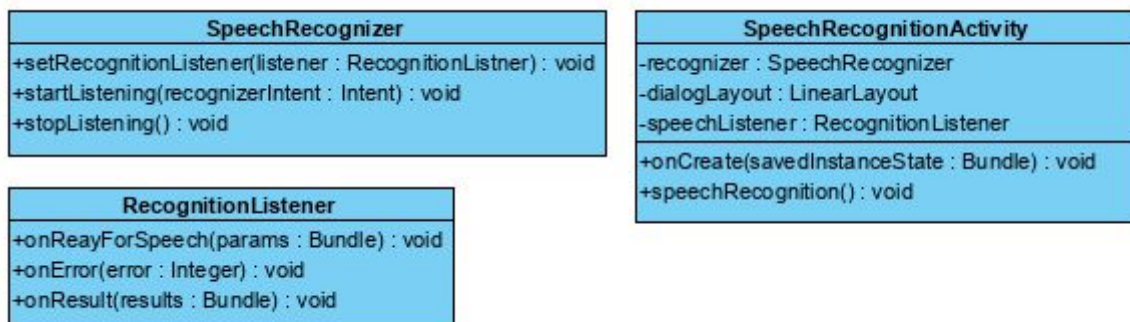 SpeechRecognizer
+setRecognitionListener(listener : RecognitionListner) : void
+startListening(recognizerIntent : Intent) : void
+stopListening() : void
RecognitionListener
+onReayForSpeech(params : Bundle) : void
+onError(error : Integer) : void
+onResult(results : Bundle) : void
SpeechRecognitionActivity
-recognizer : SpeechRecognizer
-dialogLayout : LinearLayout
-speechListener : RecognitionListener
+onCreate(savedInstanceState : Bundle) : void
+speechRecognition() : void